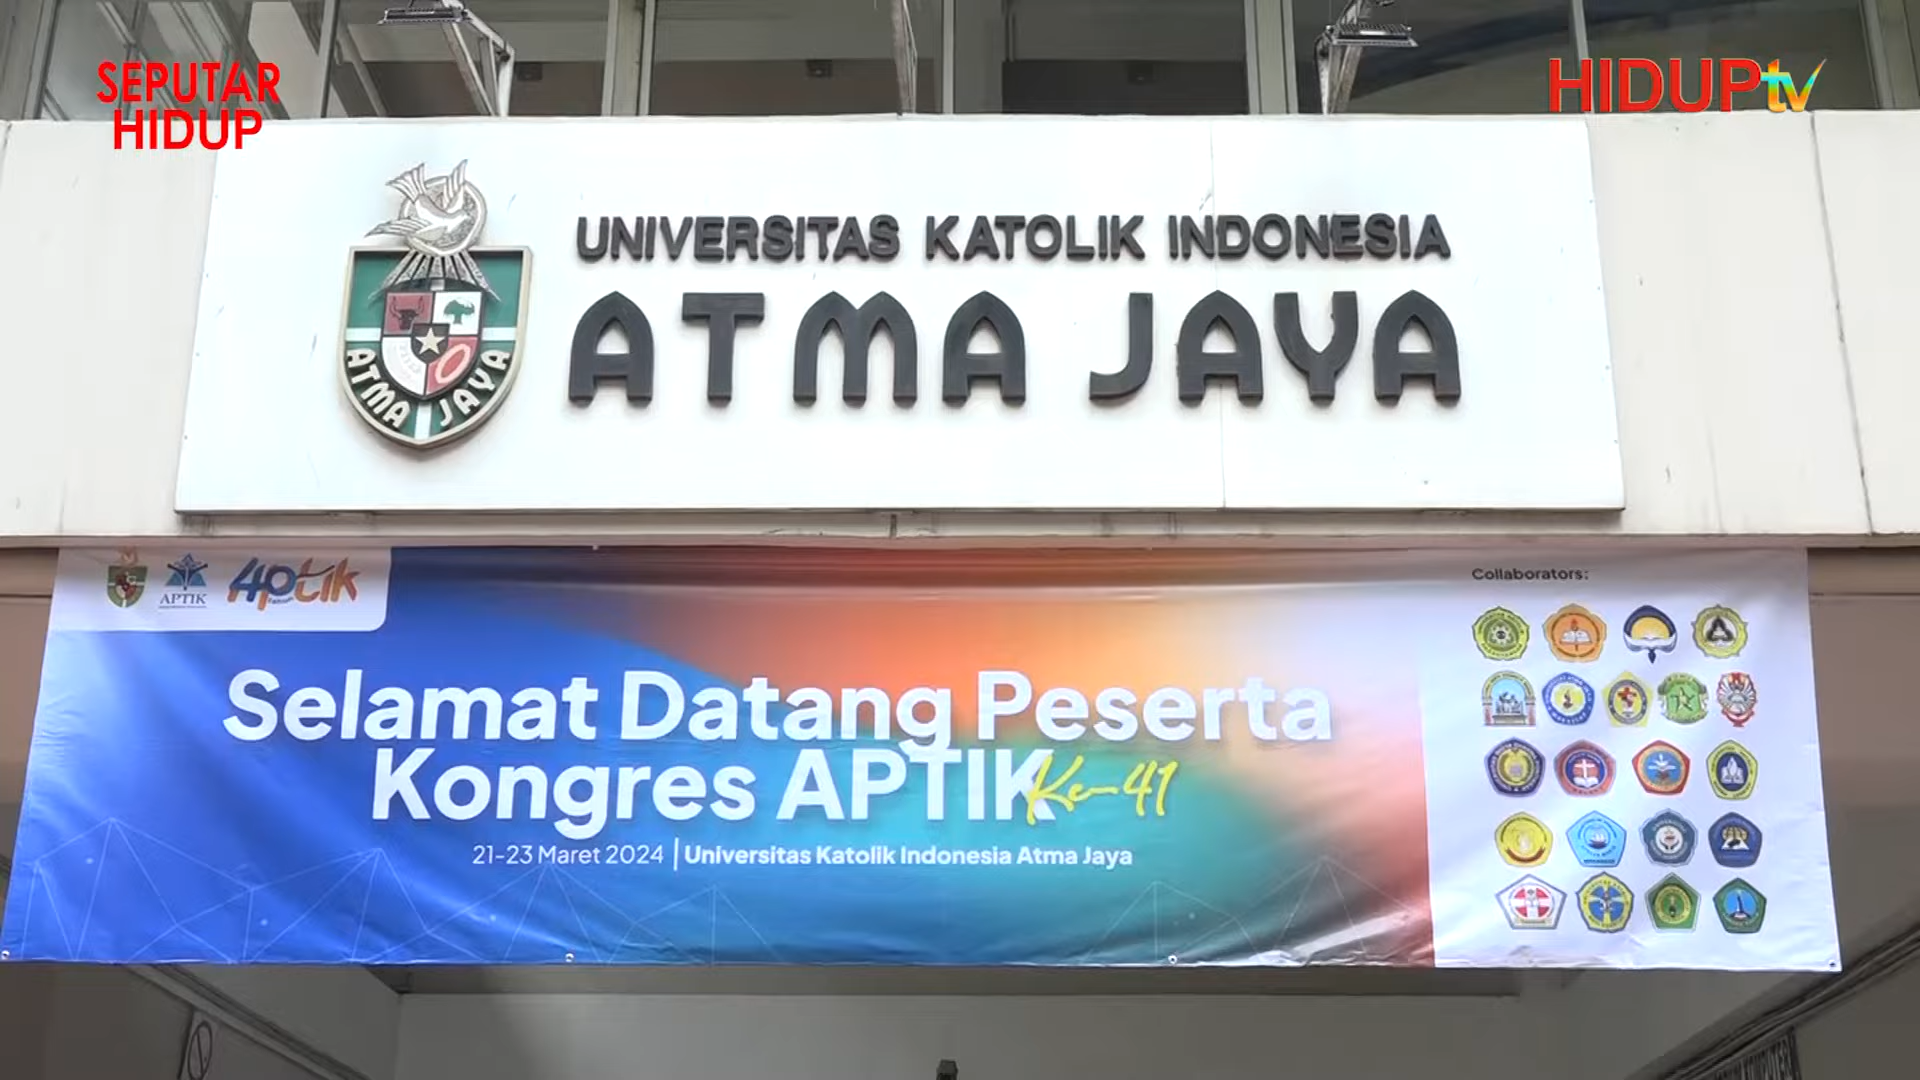 SEPUTAR
HIDUP
HIDUPtv
UNIVERSITAS KATOLIK INDONESIA
ATMA JAYA
ATMA JAYA
APTIK
4Aptik
Collaborators:
Selamat Datang Peserta
Kongres APTIK Ke-41
21-23 Maret 2024 | Universitas Katolik Indonesia Atma Jaya